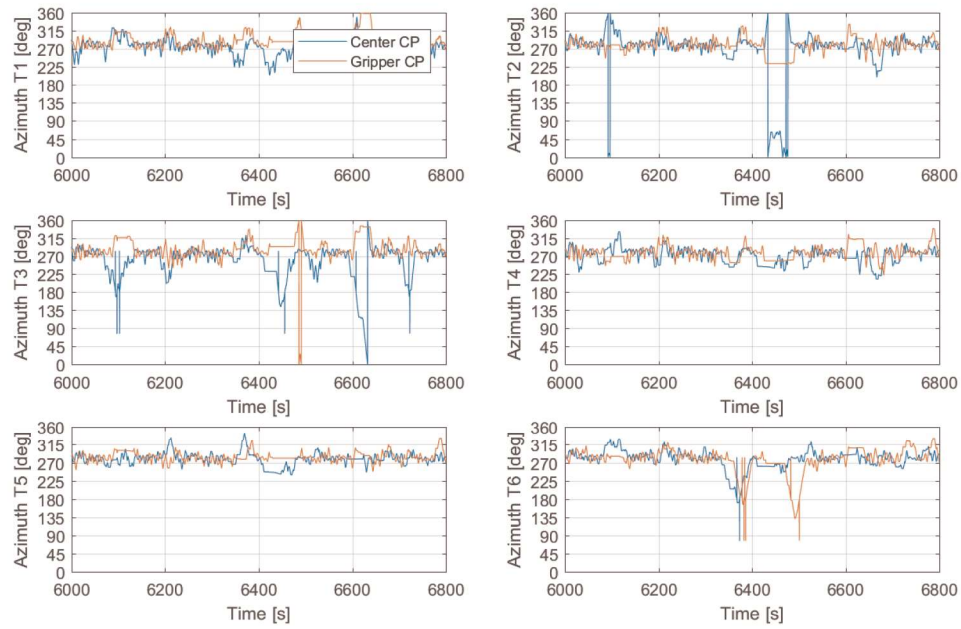 Azimuth T1 [deg]
360
315
270
225
180
135
90
45
0
6000 6200 6400 6600 6800
Time [s]
Center CP
Gripper CP
Azimuth T2 [deg]
360
315
270
225
180
135
90
45
0
6000 6200 6400 6600 6800
Time [s]
Azimuth T3 [deg]
360
315
270
225
180
135
90
45
0
6000 6200 6400 6600 6800
Time [s]
Azimuth T4 [deg]
360
315
270
225
180
135
90
45
0
6000 6200 6400 6600 6800
Time [s]
Azimuth T5 [deg]
360
315
270
225
180
135
90
45
0
6000 6200 6400 6600 6800
Time [s]
Azimuth T6 [deg]
360
315
270
225
180
135
90
45
0
6000 6200 6400 6600 6800
Time [s]